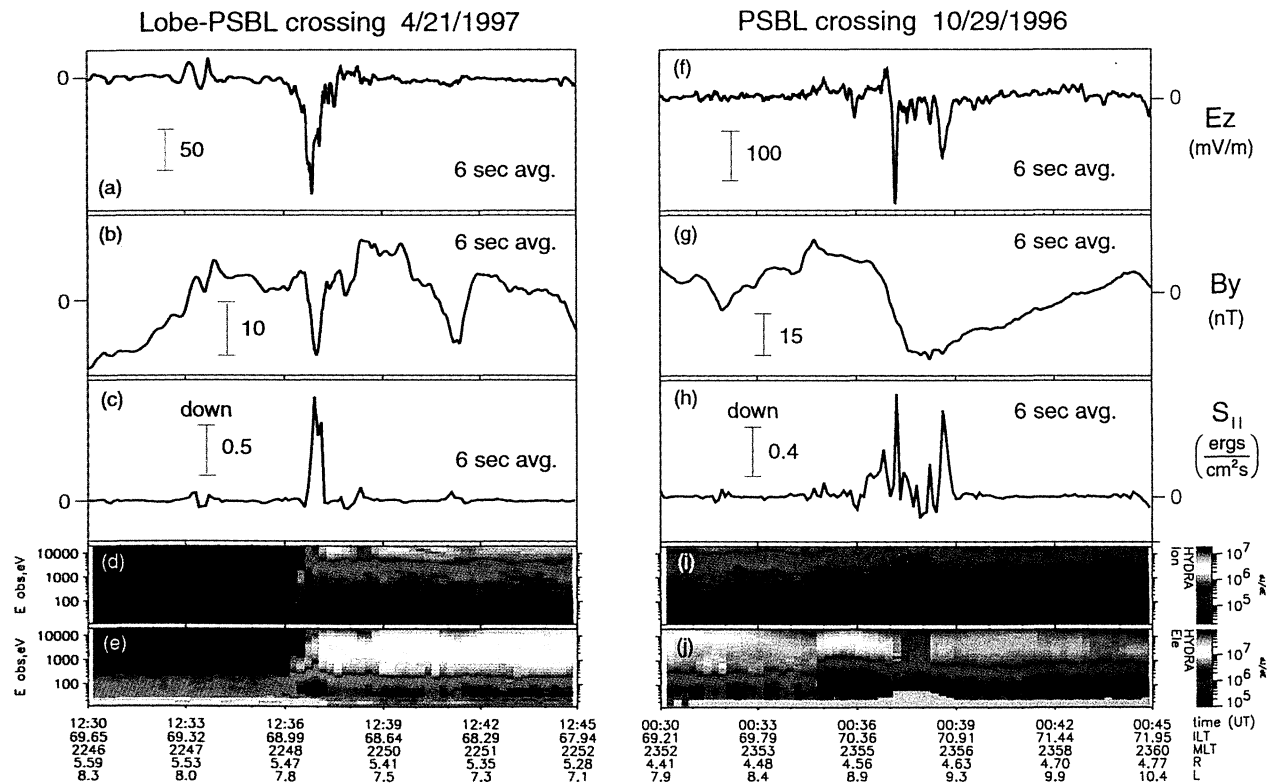 Lobe-PSBL crossing 4/21/1997
PSBL crossing 10/29/1996
0
50
(a)
6 sec avg.
(f)
100
6 sec avg.
0
Ez
(mV/m)
(b)
6 sec avg.
0
10
(g)
6 sec avg.
15
0
By
(nT)
(c)
down
0.5
6 sec avg.
0
(h)
down
0.4
6 sec avg.
0
S||
(ergs
cm²s)
E obs,eV
10000
1000
100
(d)
(i)
HYDRA
Ion
10⁷
10⁶
10⁵
E obs,eV
10000
1000
100
(e)
(j)
HYDRA
Ele
10⁷
10⁶
10⁵
12:30 12:33 12:36 12:39 12:42 12:45 00:30 00:33 00:36 00:39 00:42 00:45 time (UT)
69.65 69.32 68.99 68.64 68.29 67.94 69.21 69.79 70.36 70.91 71.44 71.95 ILT
2246 2247 2248 2250 2251 2252 2352 2353 2355 2356 2358 2360 MLT
5.59 5.53 5.47 5.41 5.35 5.28 4.41 4.48 4.56 4.63 4.70 4.77 R
8.3 8.0 7.8 7.5 7.3 7.1 7.9 8.4 8.9 9.3 9.9 10.4 L